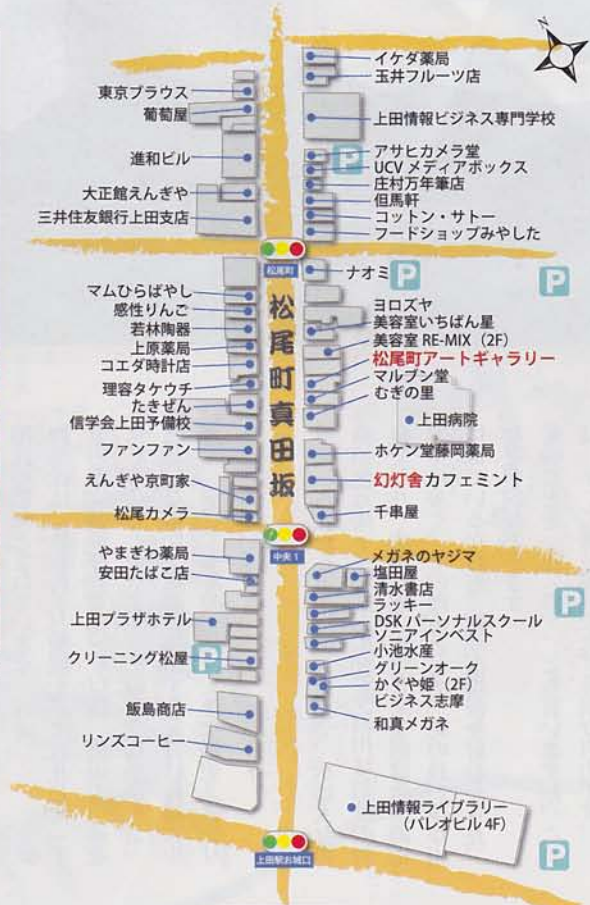 N
イケダ薬局
玉井フルーツ店
東京ブラウス
葡萄屋
上田情報ビジネス専門学校
進和ビル
アサヒカメラ堂
P
UCV メディアボックス
庄村万年筆店
大正館えんぎや
但馬軒
三井住友銀行上田支店
コットン・サトー
フードショップみやした
松尾町
ナオミ
P
P
松尾町真田坂
マムひらばやし
感性りんご
若林陶器
上原薬局
コエダ時計店
理容タケウチ
たきぜん
信学会上田予備校
ファンファン
えんぎや京町家
松尾カメラ
ヨロズヤ
美容室いちばん星
美容室 RE-MIX（2F）
松尾町アートギャラリー
マルブン堂
むぎの里
上田病院
ホケン堂藤岡薬局
幻灯舎カフェミント
千串屋
中央1
やまぎわ薬局
安田たばこ店
上田プラザホテル
クリーニング松屋
P
飯島商店
リンズコーヒー
メガネのヤジマ
塩田屋
清水書店
P
ラッキー
DSK パーソナルスクール
ソニアインベスト
小池水産
グリーンオーク
かぐや姫（2F）
ビジネス志摩
和真メガネ
上田情報ライブラリー
（パレオビル 4F）
上田駅お城口
P